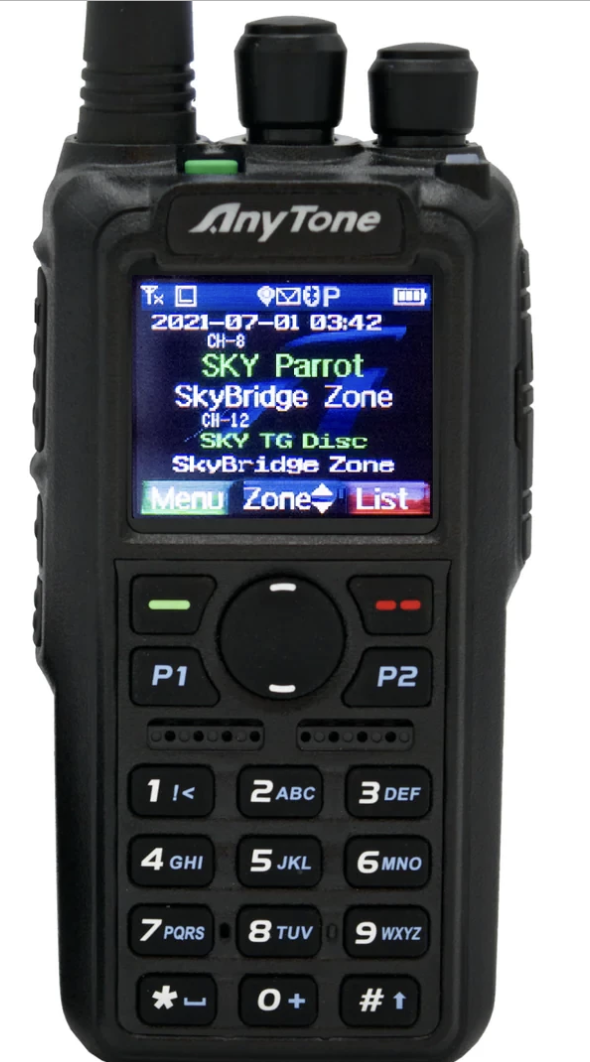 AnyTone
P
2021-07-01 03:42
CH-8
SKY Parrot
SkyBridge Zone
CH-12
SKY TG Disc
SkyBridge Zone
Menu Zone List
P1 P2
1 !< 2 ABC 3 DEF
4 GHI 5 JKL 6 MNO
7 PQRS 8 TUV 9 WXYZ
* 0 + # ↑